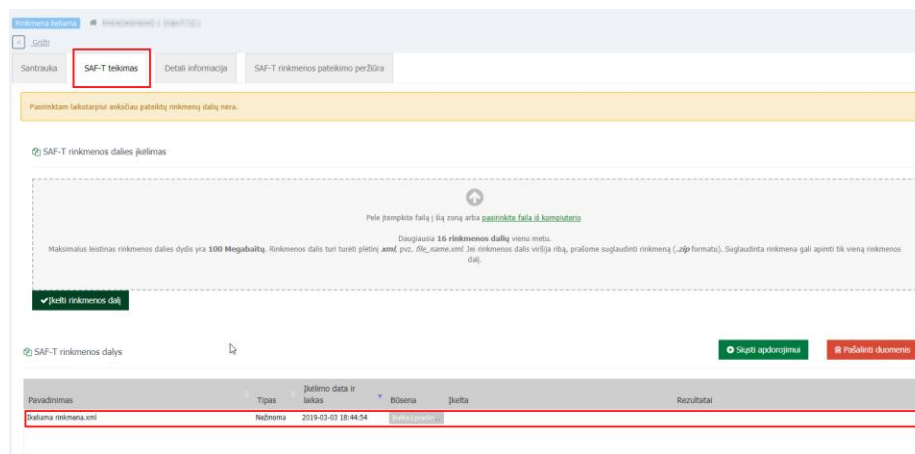 Rinkmena keliama
Grįžti
Santrauka
SAF-T teikimas
Detali informacija
SAF-T rinkmenos pateikimo peržiūra
Pasirinktam laikotarpiui anksčiau pateiktų rinkmenų dalių nėra.
SAF-T rinkmenos dalies įkėlimas
Pele įtempkite failą į šią zoną arba pasirinkite failą iš kompiuterio
Daugiausia 16 rinkmenos dalių vienu metu.
Maksimalus leistinas rinkmenos dalies dydis yra 100 Megabaitų. Rinkmenos dalis turi turėti plėtinį .xml, pvz. file_name.xml Jei rinkmenos dalis viršija ribą, prašome suglaudinti rinkmeną (.zip formatu). Suglaudinta rinkmena gali apimti tik vieną rinkmenos
dalį.
Įkelti rinkmenos dalį
SAF-T rinkmenos dalys
Siųsti apdorojimui
Pašalinti duomenis
Pavadinimas
Tipas
Įkėlimo data ir
laikas
Būsena
Įkelta
Rezultatai
Įkeliama rinkmena.xml
Nežinoma
2019-03-03 18:44:54